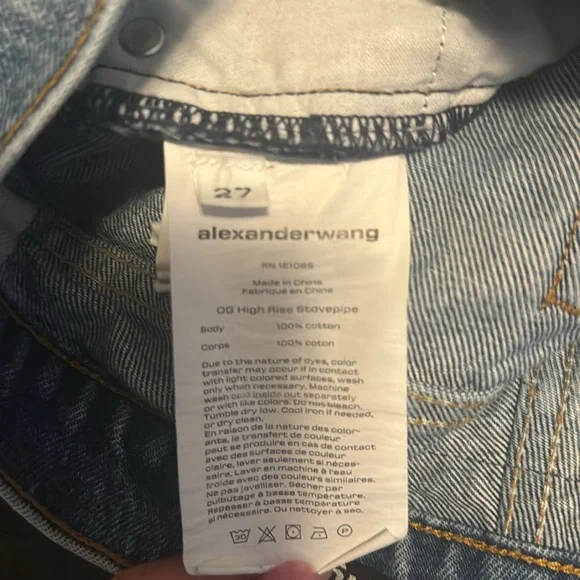 27
alexanderwang
RN 161065
Made in China
Fabriqué en Chine
OG High Rise Stovepipe
Body 100% cotton
Corps 100% coton
Due to the nature of dyes, color
transfer may occur if in contact
with light colored surfaces, wash
only when necessary. Machine
wash cold inside out separately
or with like colors. Do not bleach.
Tumble dry low. Cool iron if needed,
or dry clean.
En raison de la nature des color-
ants, le transfert de couleur
peut se produire en cas de contact
avec des surfaces de couleur
claire, laver seulement si néces-
saire. Laver en machine à l'eau
froide avec des couleurs similaires.
Ne pas javelliser. Sécher par
culbutage à basse température.
Repasser à basse température
si nécessaire. Ou nettoyer à sec.
30 P